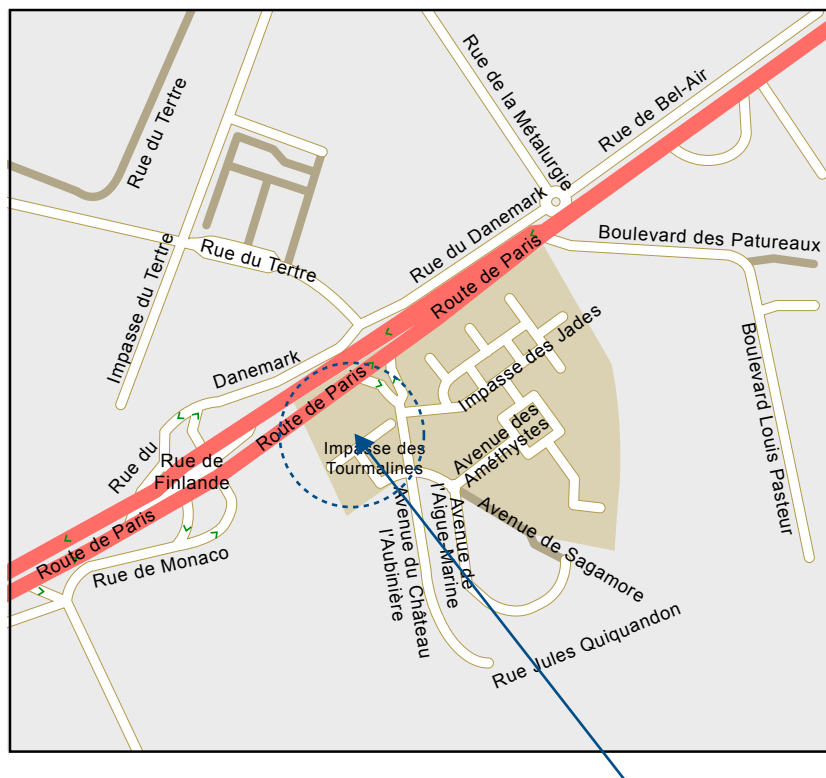 Rue du Tertre
Rue de la Métalurgie
Rue de Bel-Air
Rue du Danemark
Route de Paris
Boulevard des Patureaux
Rue du Tertre
Impasse du Tertre
Impasse des Jades
Boulevard Louis Pasteur
Danemark
Route de Paris
Rue du
Rue de
Finlande
Impasse des
Tourmalines
Avenue des
Améthystes
Avenue de Sagamore
Avenue de
l'Aigue-Marine
Avenue du Château
l'Aubinière
Route de Paris
Rue de Monaco
Rue Jules Quiquandon